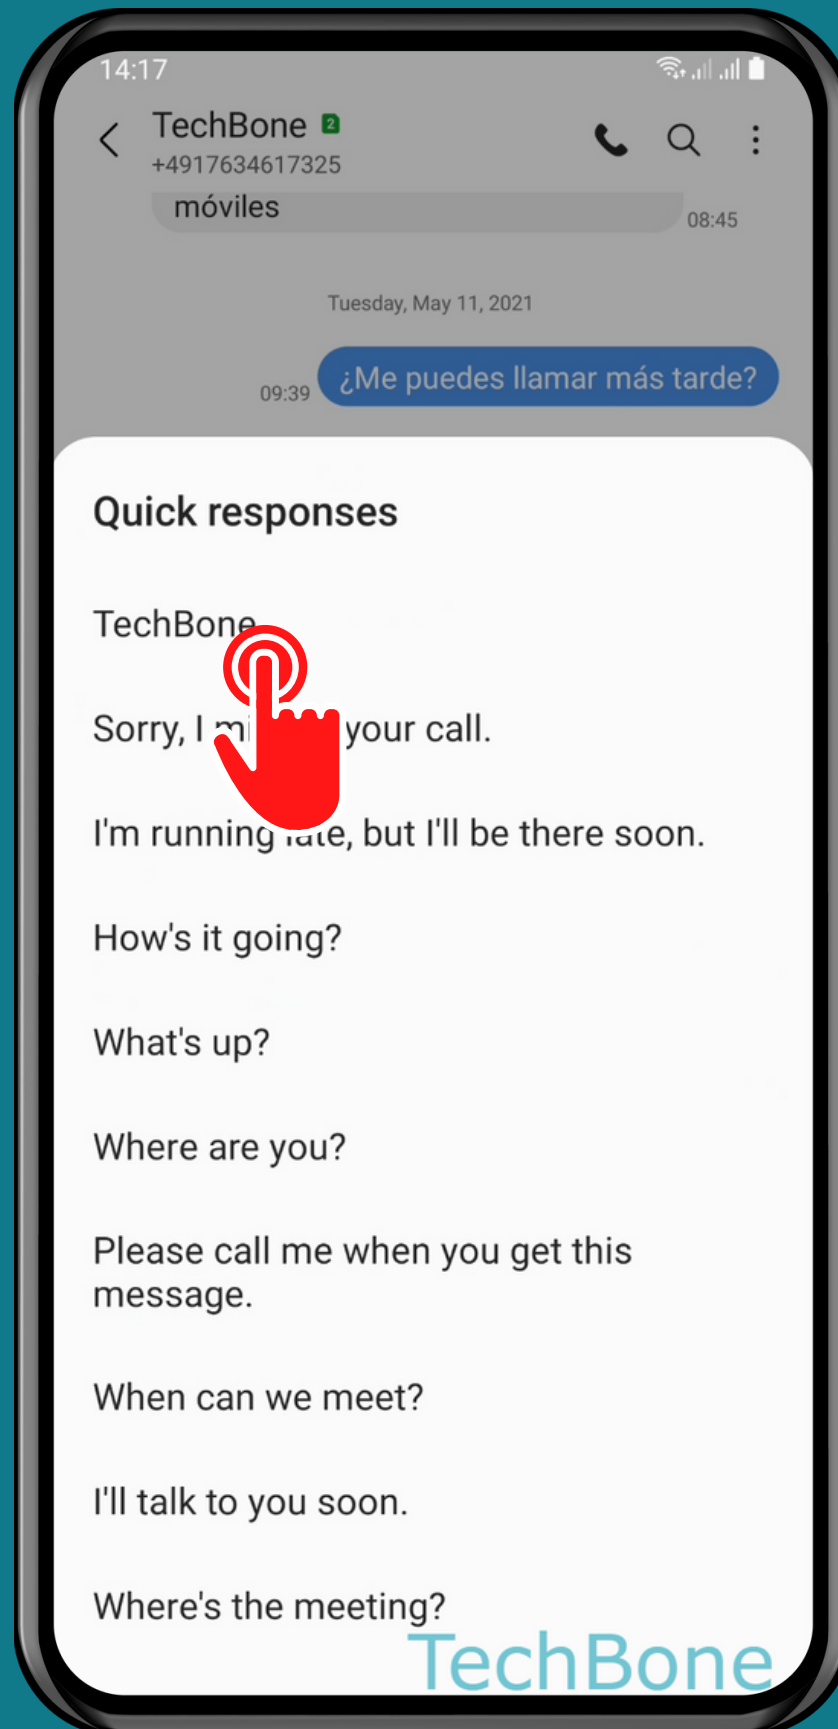 14:17
TechBone 2
+4917634617325
móviles
08:45
Tuesday, May 11, 2021
09:39 ¿Me puedes llamar más tarde?
Quick responses
TechBone
Sorry, I your call.
I'm running late, but I'll be there soon.
How's it going?
What's up?
Where are you?
Please call me when you get this
message.
When can we meet?
I'll talk to you soon.
Where's the meeting?
TechBone